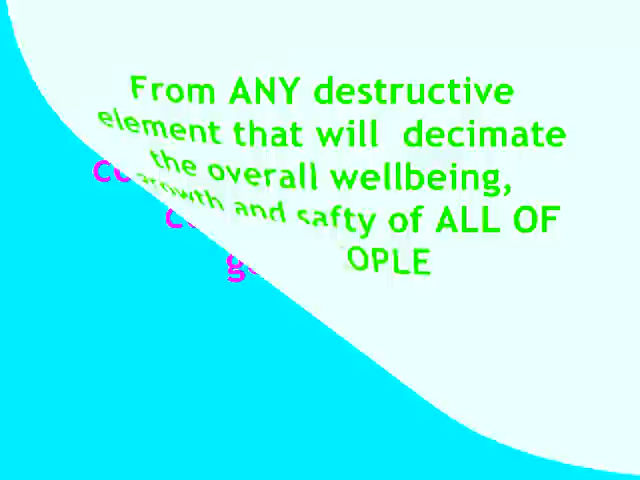 From ANY destructive
element that will decimate
the overall wellbeing,
growth and safty of ALL OF
OPLE